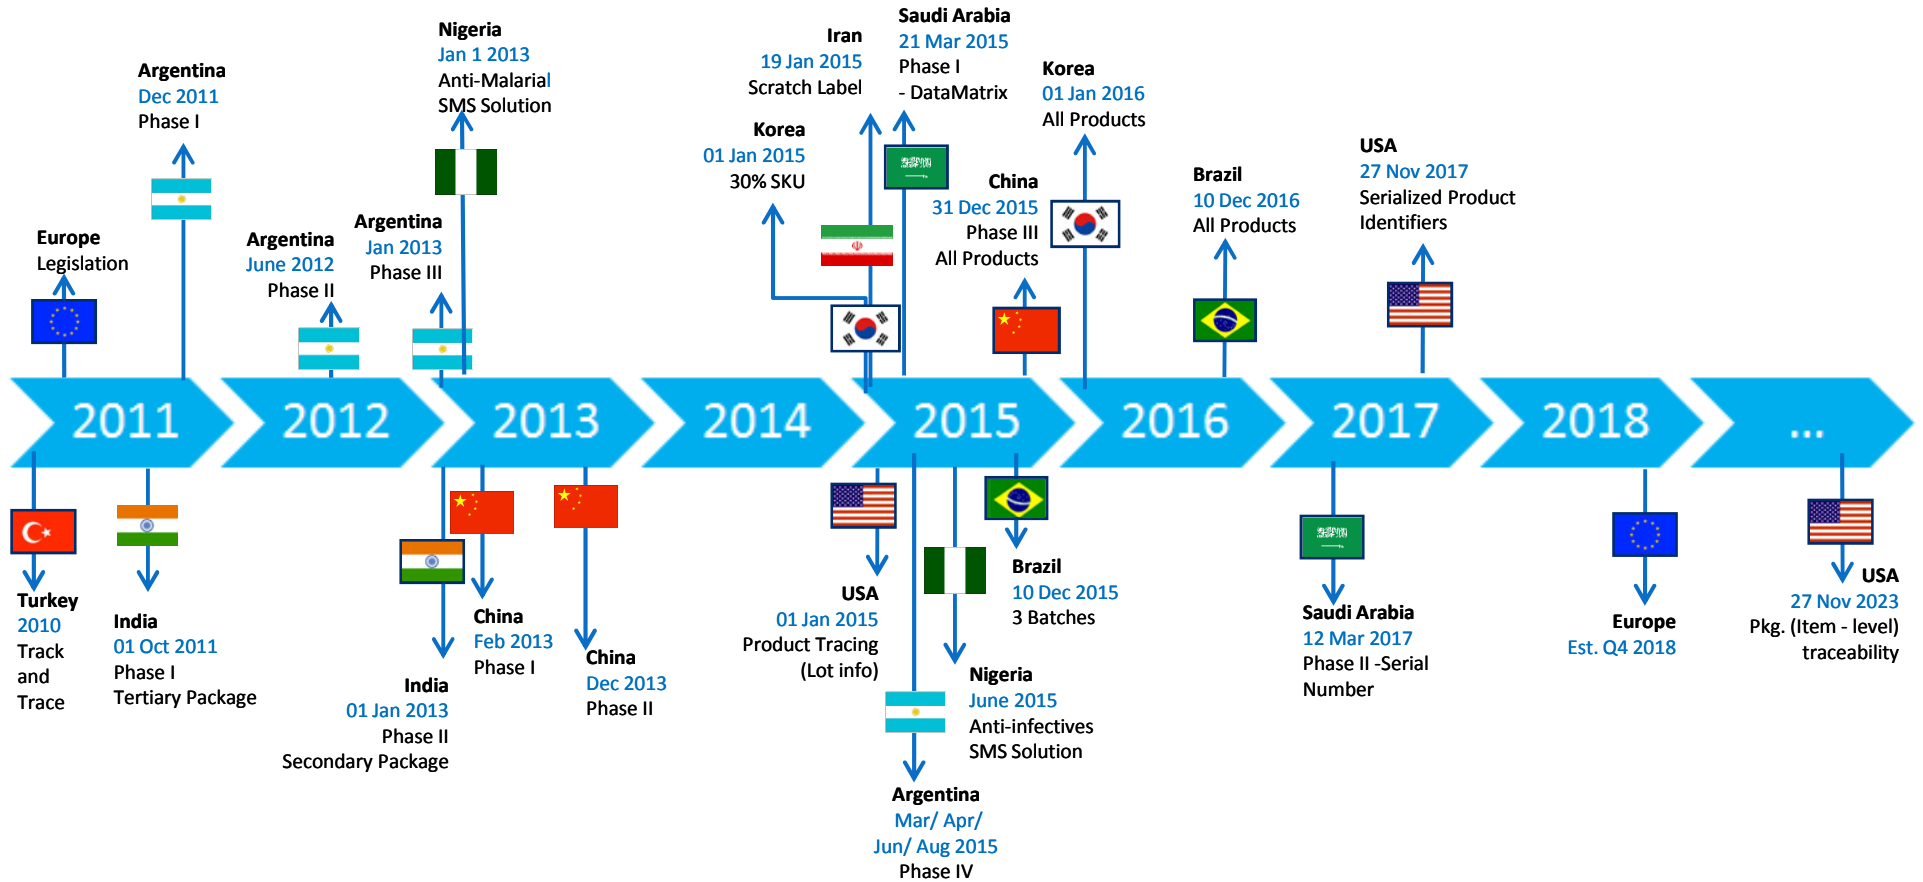 Europe
Legislation
Argentina
Dec 2011
Phase I
Argentina
June 2012
Phase II
Argentina
Jan 2013
Phase III
Nigeria
Jan 1 2013
Anti-Malarial
SMS Solution
Korea
01 Jan 2015
30% SKU
Iran
19 Jan 2015
Scratch Label
Saudi Arabia
21 Mar 2015
Phase I
- DataMatrix
China
31 Dec 2015
Phase III
All Products
Korea
01 Jan 2016
All Products
Brazil
10 Dec 2016
All Products
USA
27 Nov 2017
Serialized Product
Identifiers
2011
2012
2013
2014
2015
2016
2017
2018
...
Turkey
2010
Track
and
Trace
India
01 Oct 2011
Phase I
Tertiary Package
India
01 Jan 2013
Phase II
Secondary Package
China
Feb 2013
Phase I
China
Dec 2013
Phase II
USA
01 Jan 2015
Product Tracing
(Lot info)
Argentina
Mar/ Apr/
Jun/ Aug 2015
Phase IV
Nigeria
June 2015
Anti-infectives
SMS Solution
Brazil
10 Dec 2015
3 Batches
Saudi Arabia
12 Mar 2017
Phase II -Serial
Number
Europe
Est. Q4 2018
USA
27 Nov 2023
Pkg. (Item - level)
traceability